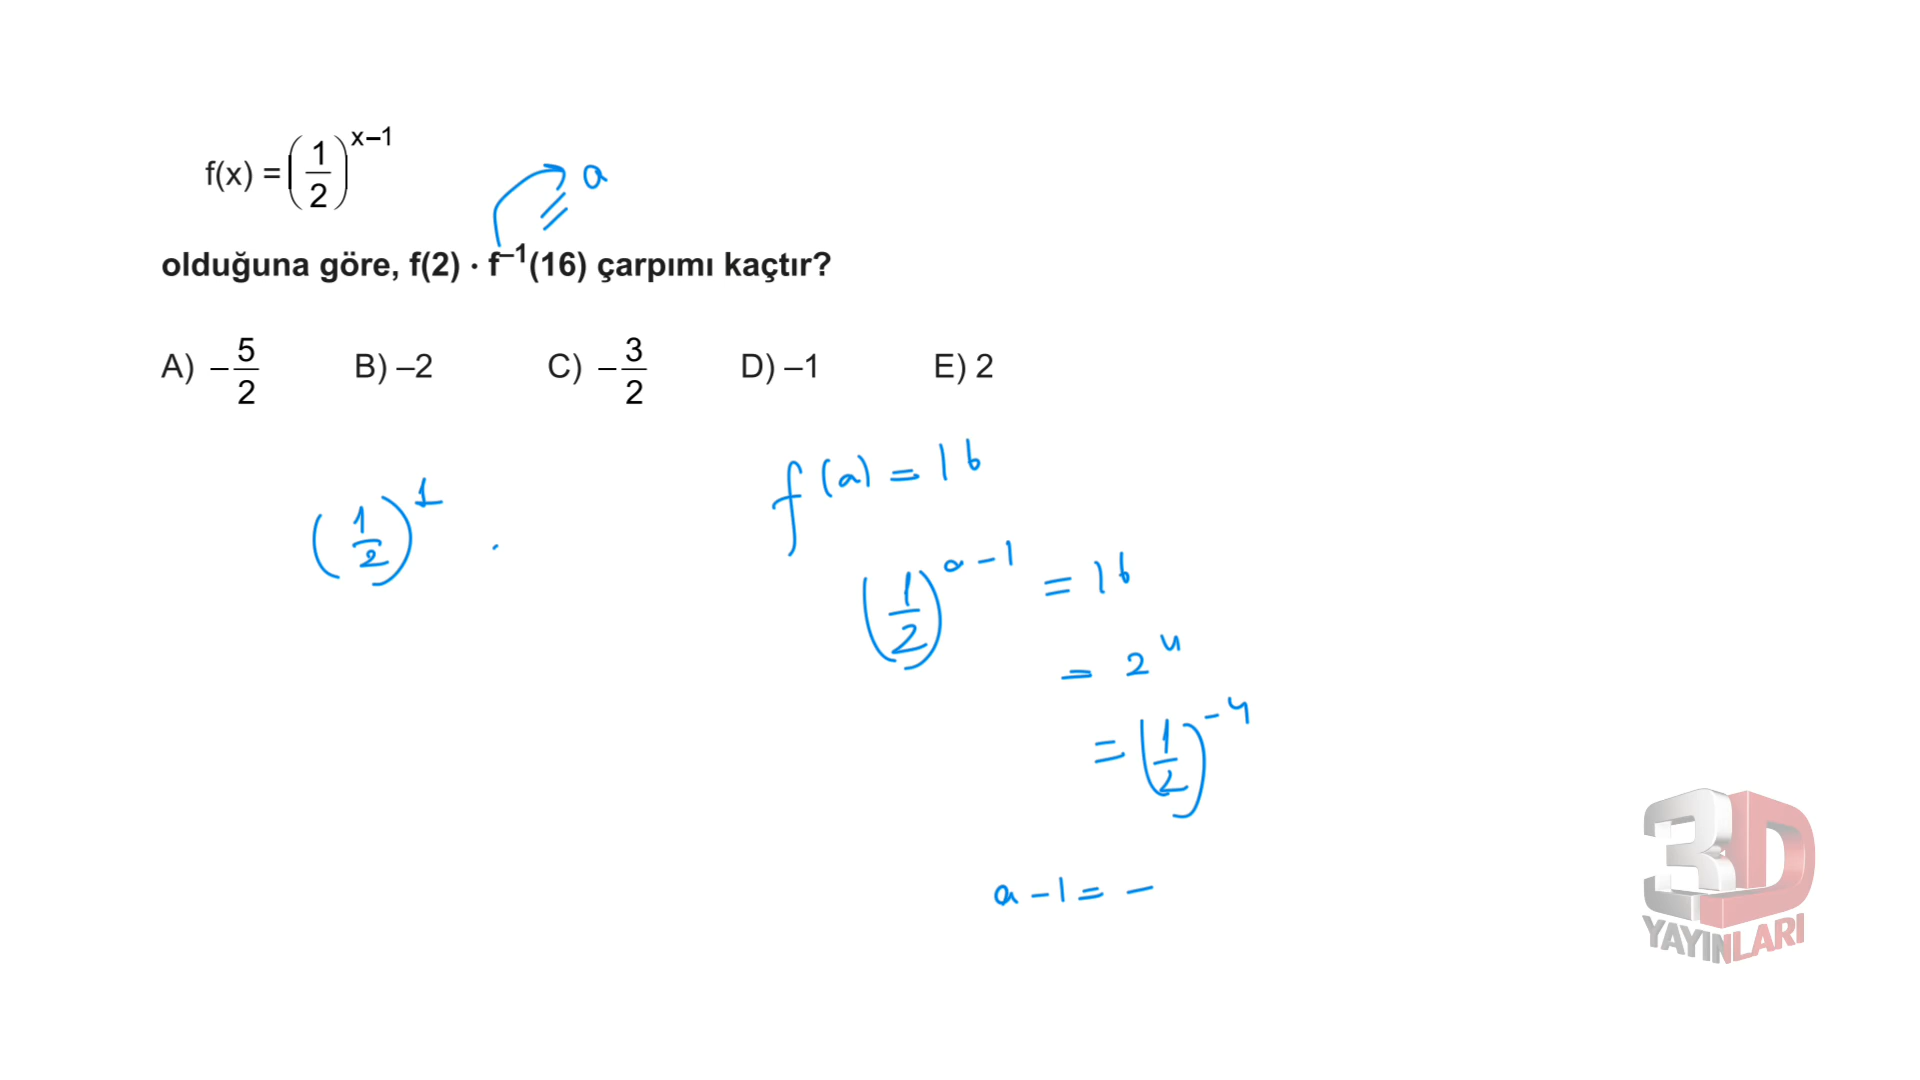 f(x) = (1/2)^(x–1)
a
olduğuna göre, f(2) · f⁻¹(16) çarpımı kaçtır?
A) –5/2 B) –2 C) –3/2 D) –1 E) 2
f(a) = 16
(1/2)^1 .
(1/2)^(a-1) = 16
= 2^4
= (1/2)^-4
a - 1 = -
3D
YAYINLARI